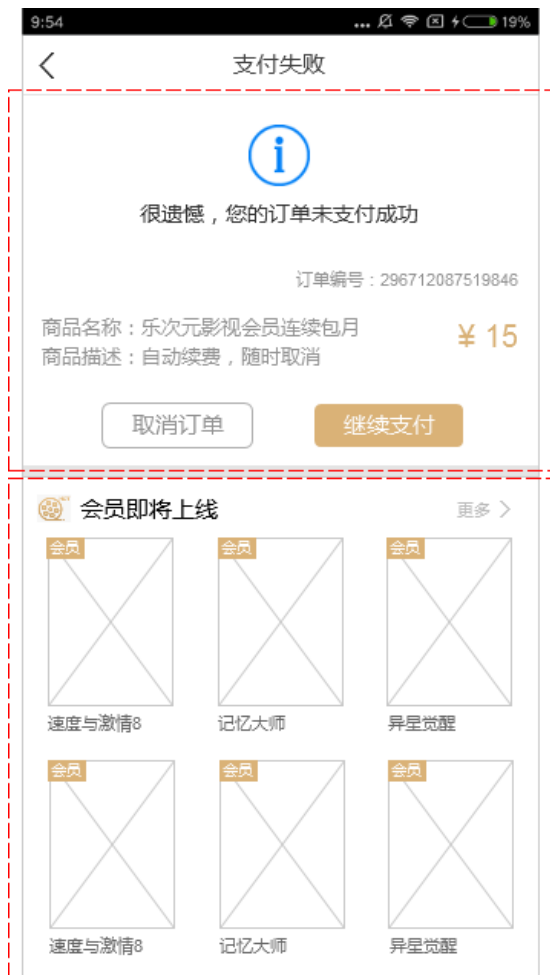 9:54
19%
支付失败
很遗憾，您的订单未支付成功
订单编号：296712087519846
商品名称：乐次元影视会员连续包月
¥ 15
商品描述：自动续费，随时取消
取消订单
继续支付
会员即将上线
更多
会员
会员
会员
速度与激情8
记忆大师
异星觉醒
会员
会员
会员
速度与激情8
记忆大师
异星觉醒